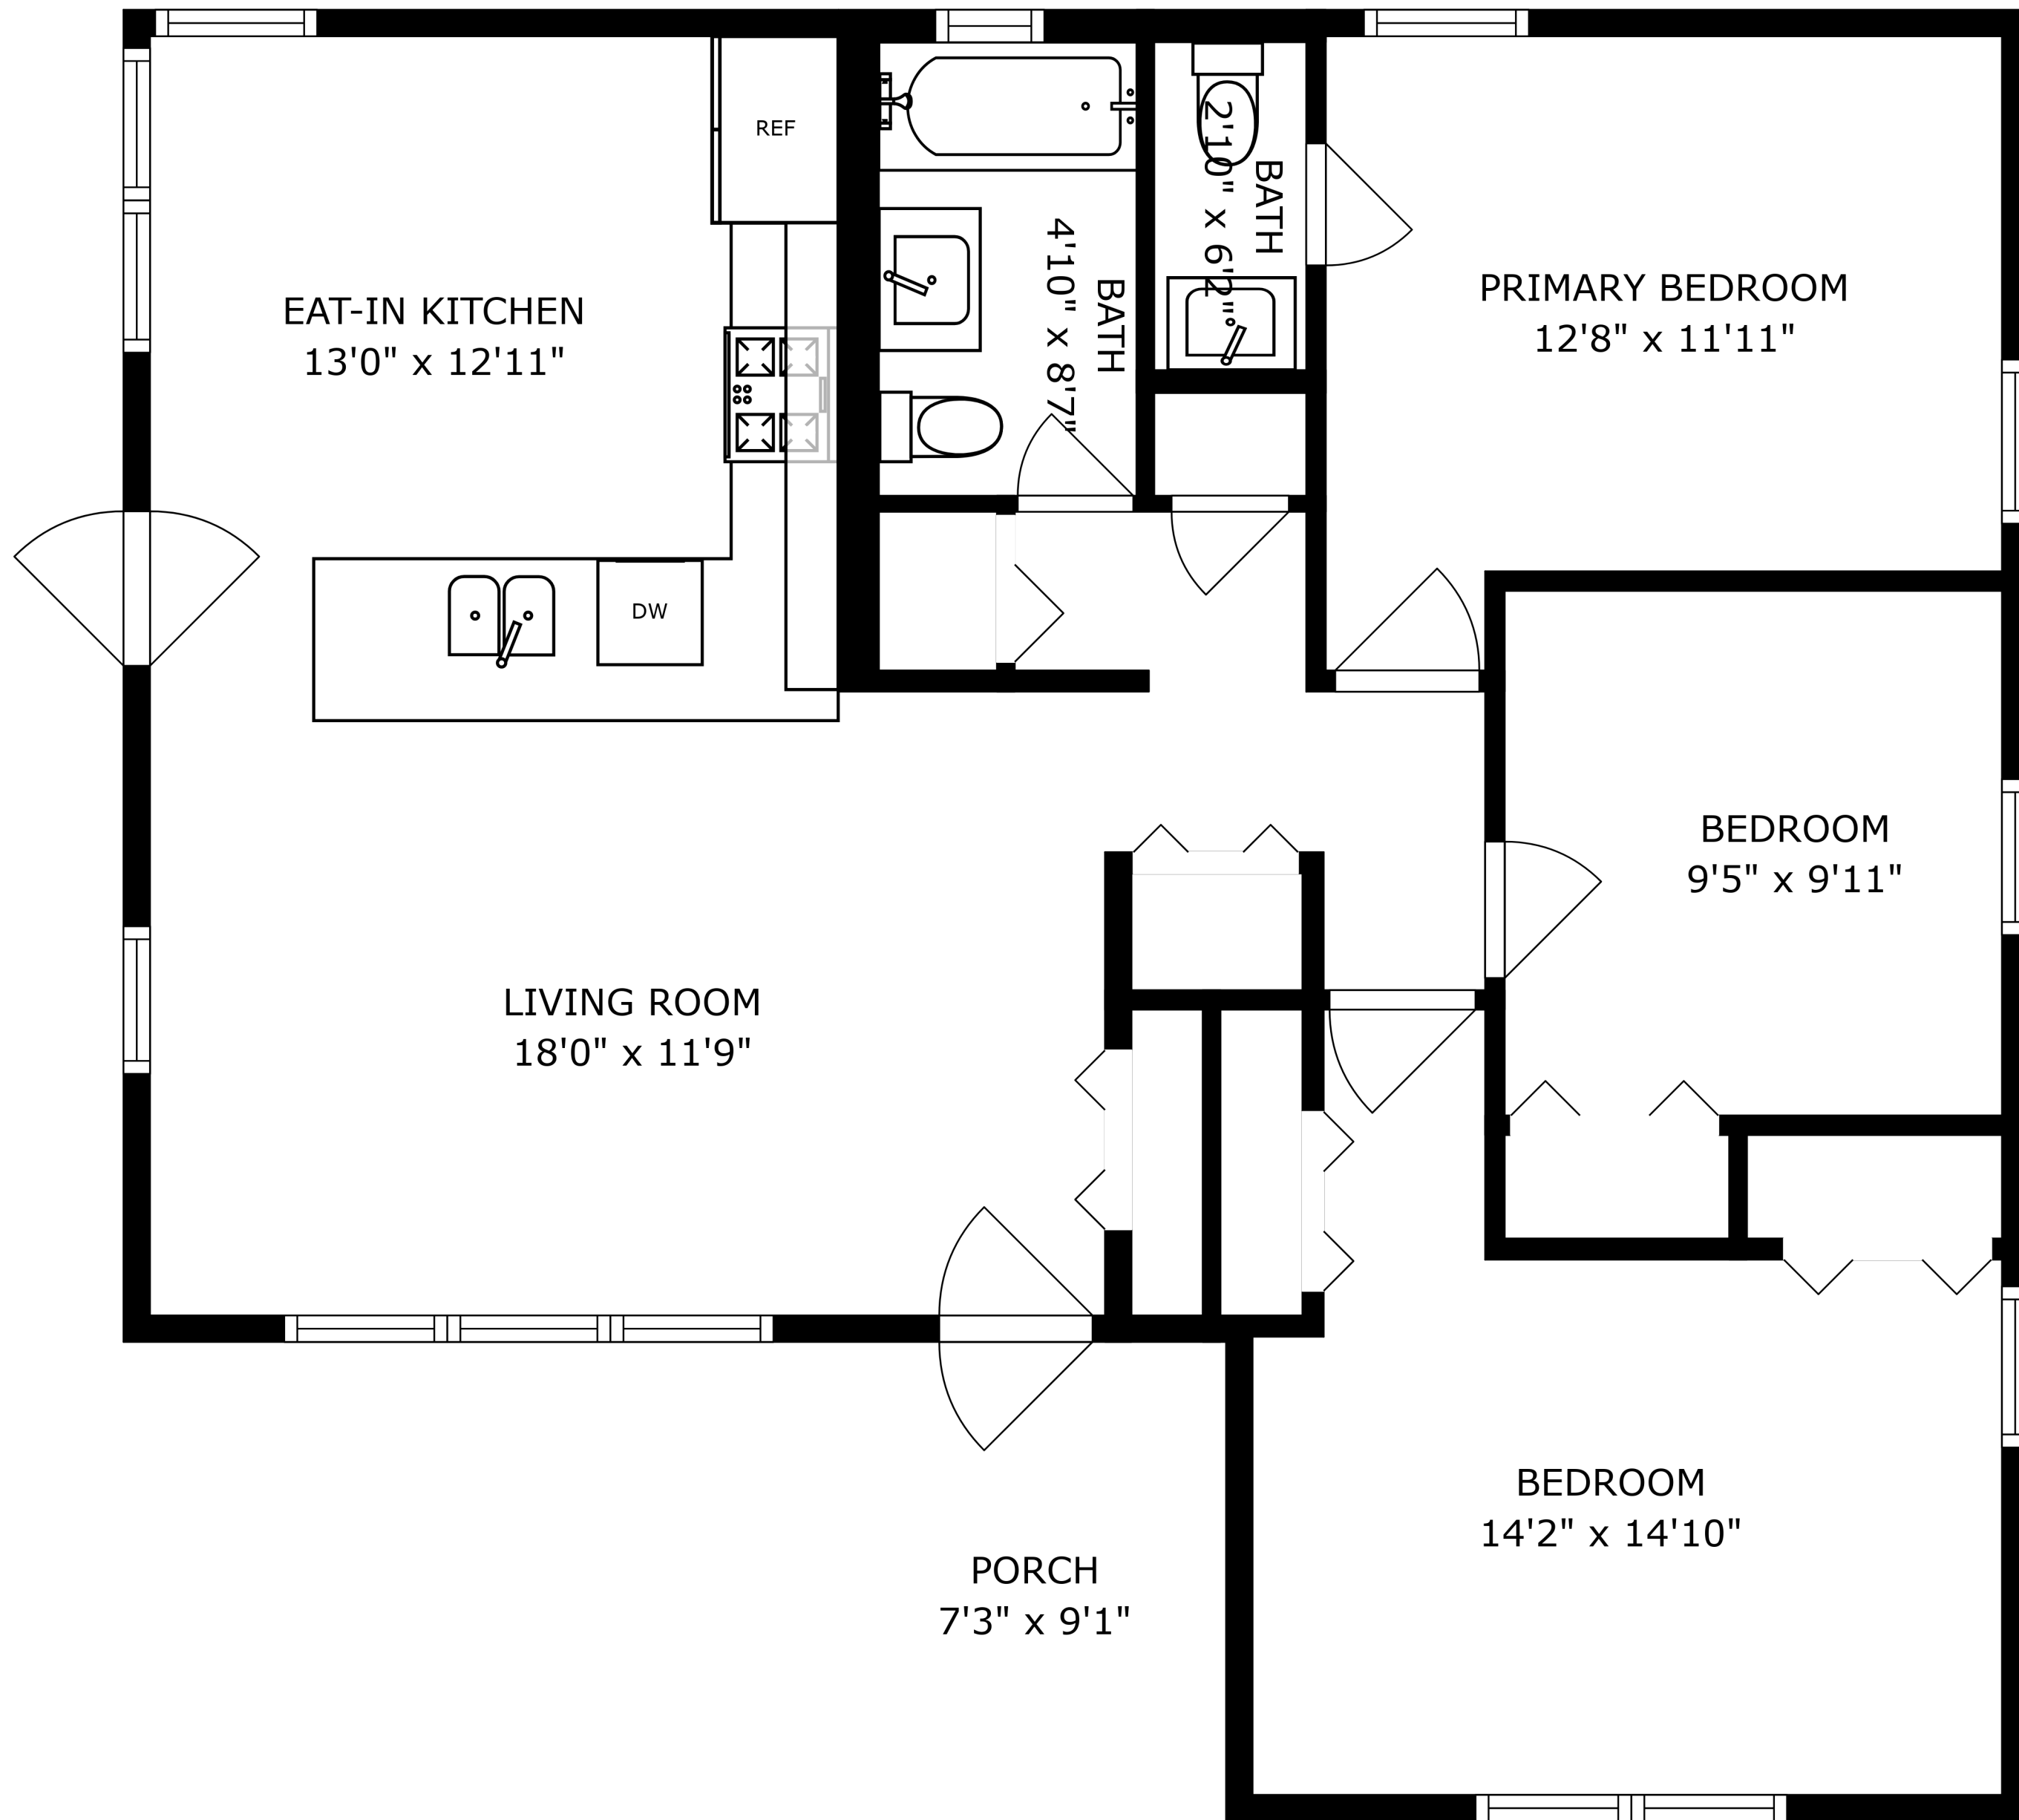 REF
BATH
2'10" x 6'2"
BATH
4'10" x 8'7"
EAT-IN KITCHEN
13'0" x 12'11"
PRIMARY BEDROOM
12'8" x 11'11"
DW
BEDROOM
9'5" x 9'11"
LIVING ROOM
18'0" x 11'9"
BEDROOM
14'2" x 14'10"
PORCH
7'3" x 9'1"